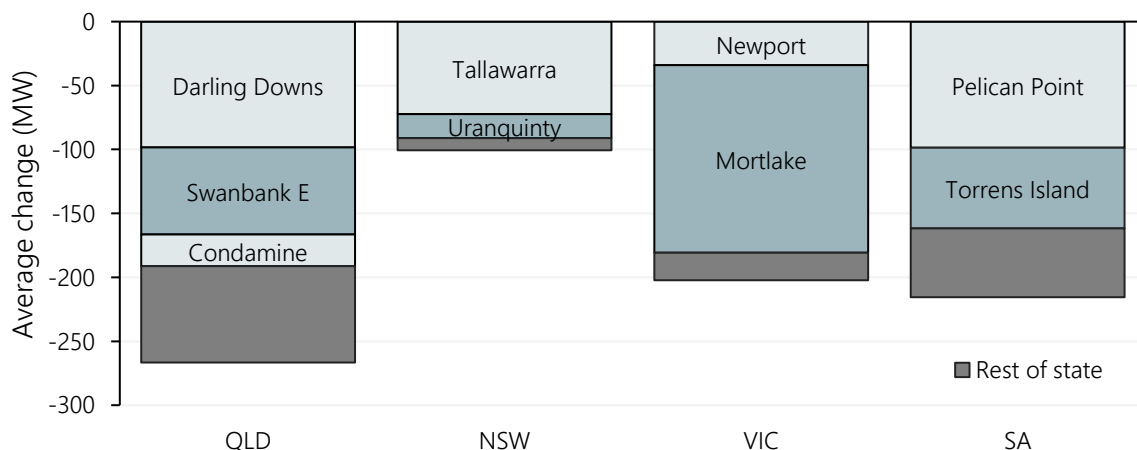 Average change (MW)
0
-50
-100
-150
-200
-250
-300
Darling Downs
Swanbank E
Condamine
Tallawarra
Uranquinty
Newport
Mortlake
Pelican Point
Torrens Island
Rest of state
QLD
NSW
VIC
SA